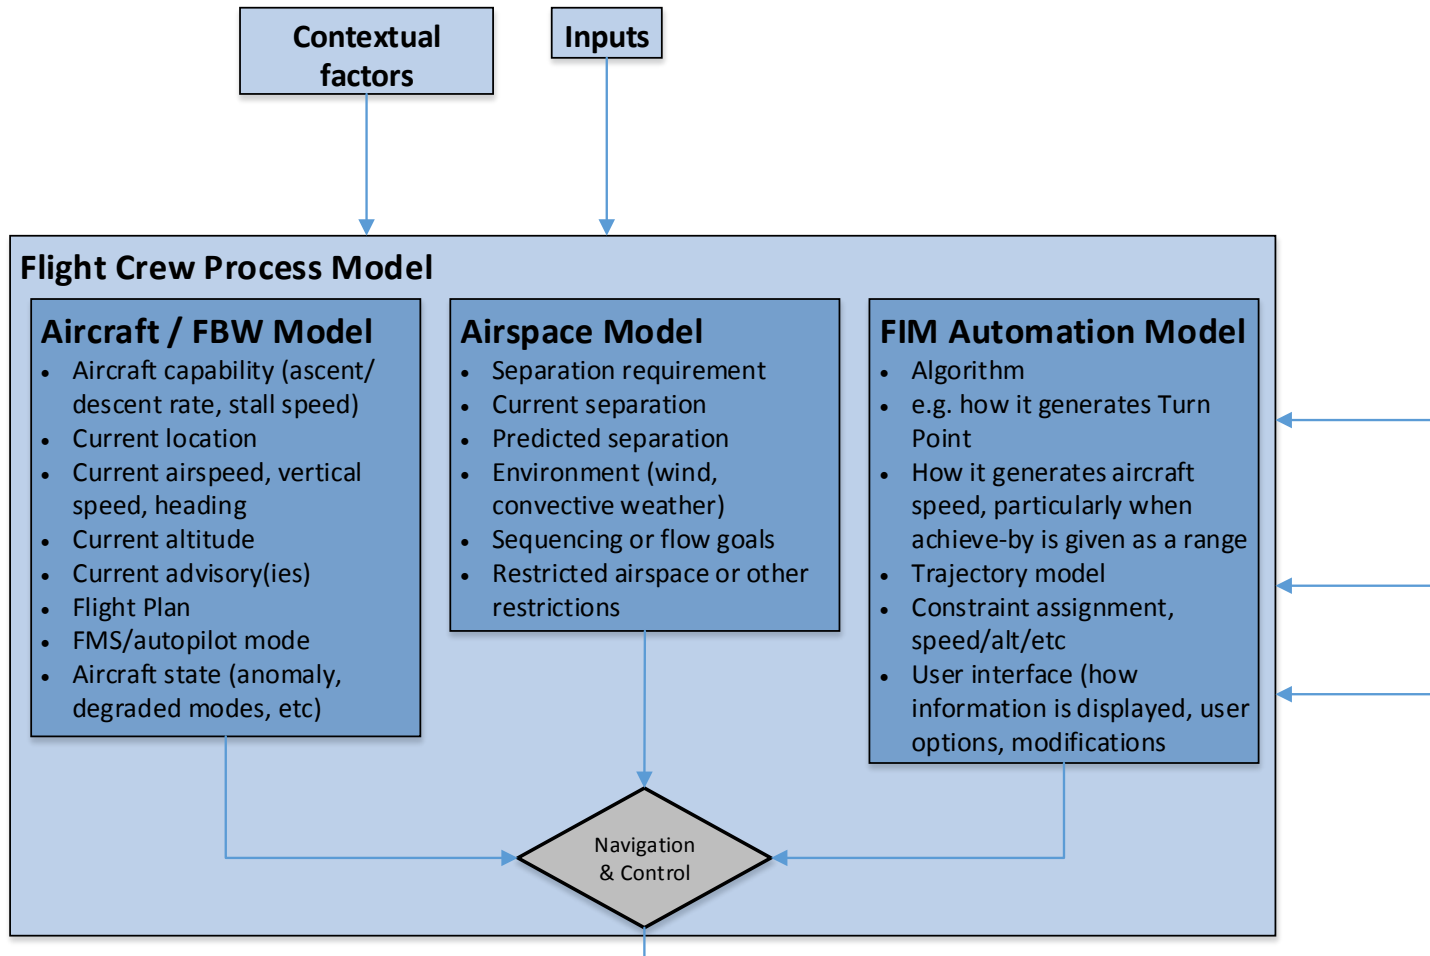 Contextual
factors
Inputs
Flight Crew Process Model
Aircraft / FBW Model
• Aircraft capability (ascent/
descent rate, stall speed)
• Current location
• Current airspeed, vertical
speed, heading
• Current altitude
• Current advisory(ies)
• Flight Plan
• FMS/autopilot mode
• Aircraft state (anomaly,
degraded modes, etc)
Airspace Model
• Separation requirement
• Current separation
• Predicted separation
• Environment (wind,
convective weather)
• Sequencing or flow goals
• Restricted airspace or other
restrictions
FIM Automation Model
• Algorithm
• e.g. how it generates Turn
Point
• How it generates aircraft
speed, particularly when
achieve-by is given as a range
• Trajectory model
• Constraint assignment,
speed/alt/etc
• User interface (how
information is displayed, user
options, modifications
Navigation
& Control